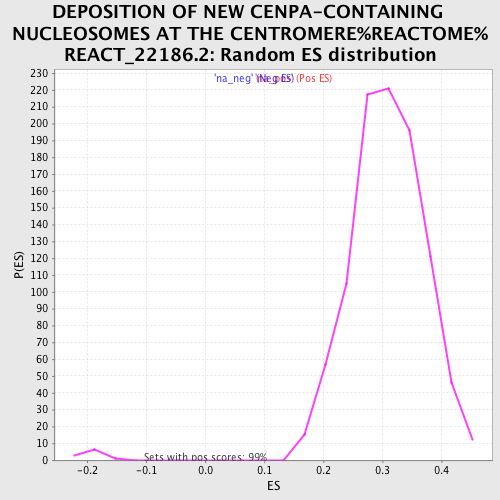 DEPOSITION OF NEW CENPA-CONTAINING
NUCLEOSOMES AT THE CENTROMERE%REACTOME%
REACT_22186.2: Random ES distribution
'na_neg' (Neg ES)
'na_pos' (Pos ES)
230
220
210
200
190
180
170
160
150
140
130
120
110
100
90
80
70
60
50
40
30
20
10
0
P(ES)
Sets with pos scores: 99%
-0.2 -0.1 0.0 0.1 0.2 0.3 0.4
ES